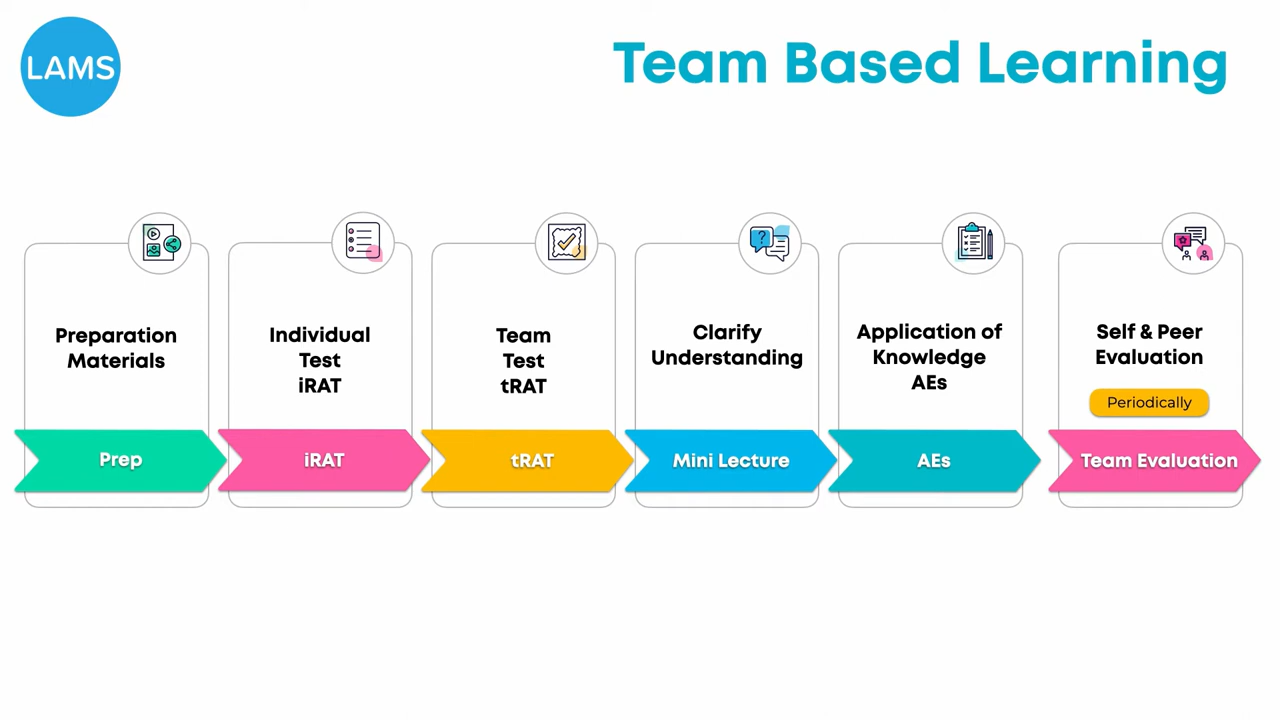 LAMS
Team Based Learning
Preparation
Materials
Prep
Individual
Test
iRAT
iRAT
Team
Test
tRAT
tRAT
?
Clarify
Understanding
Mini Lecture
Application of
Knowledge
AEs
AEs
Self & Peer
Evaluation
Periodically
Team Evaluation